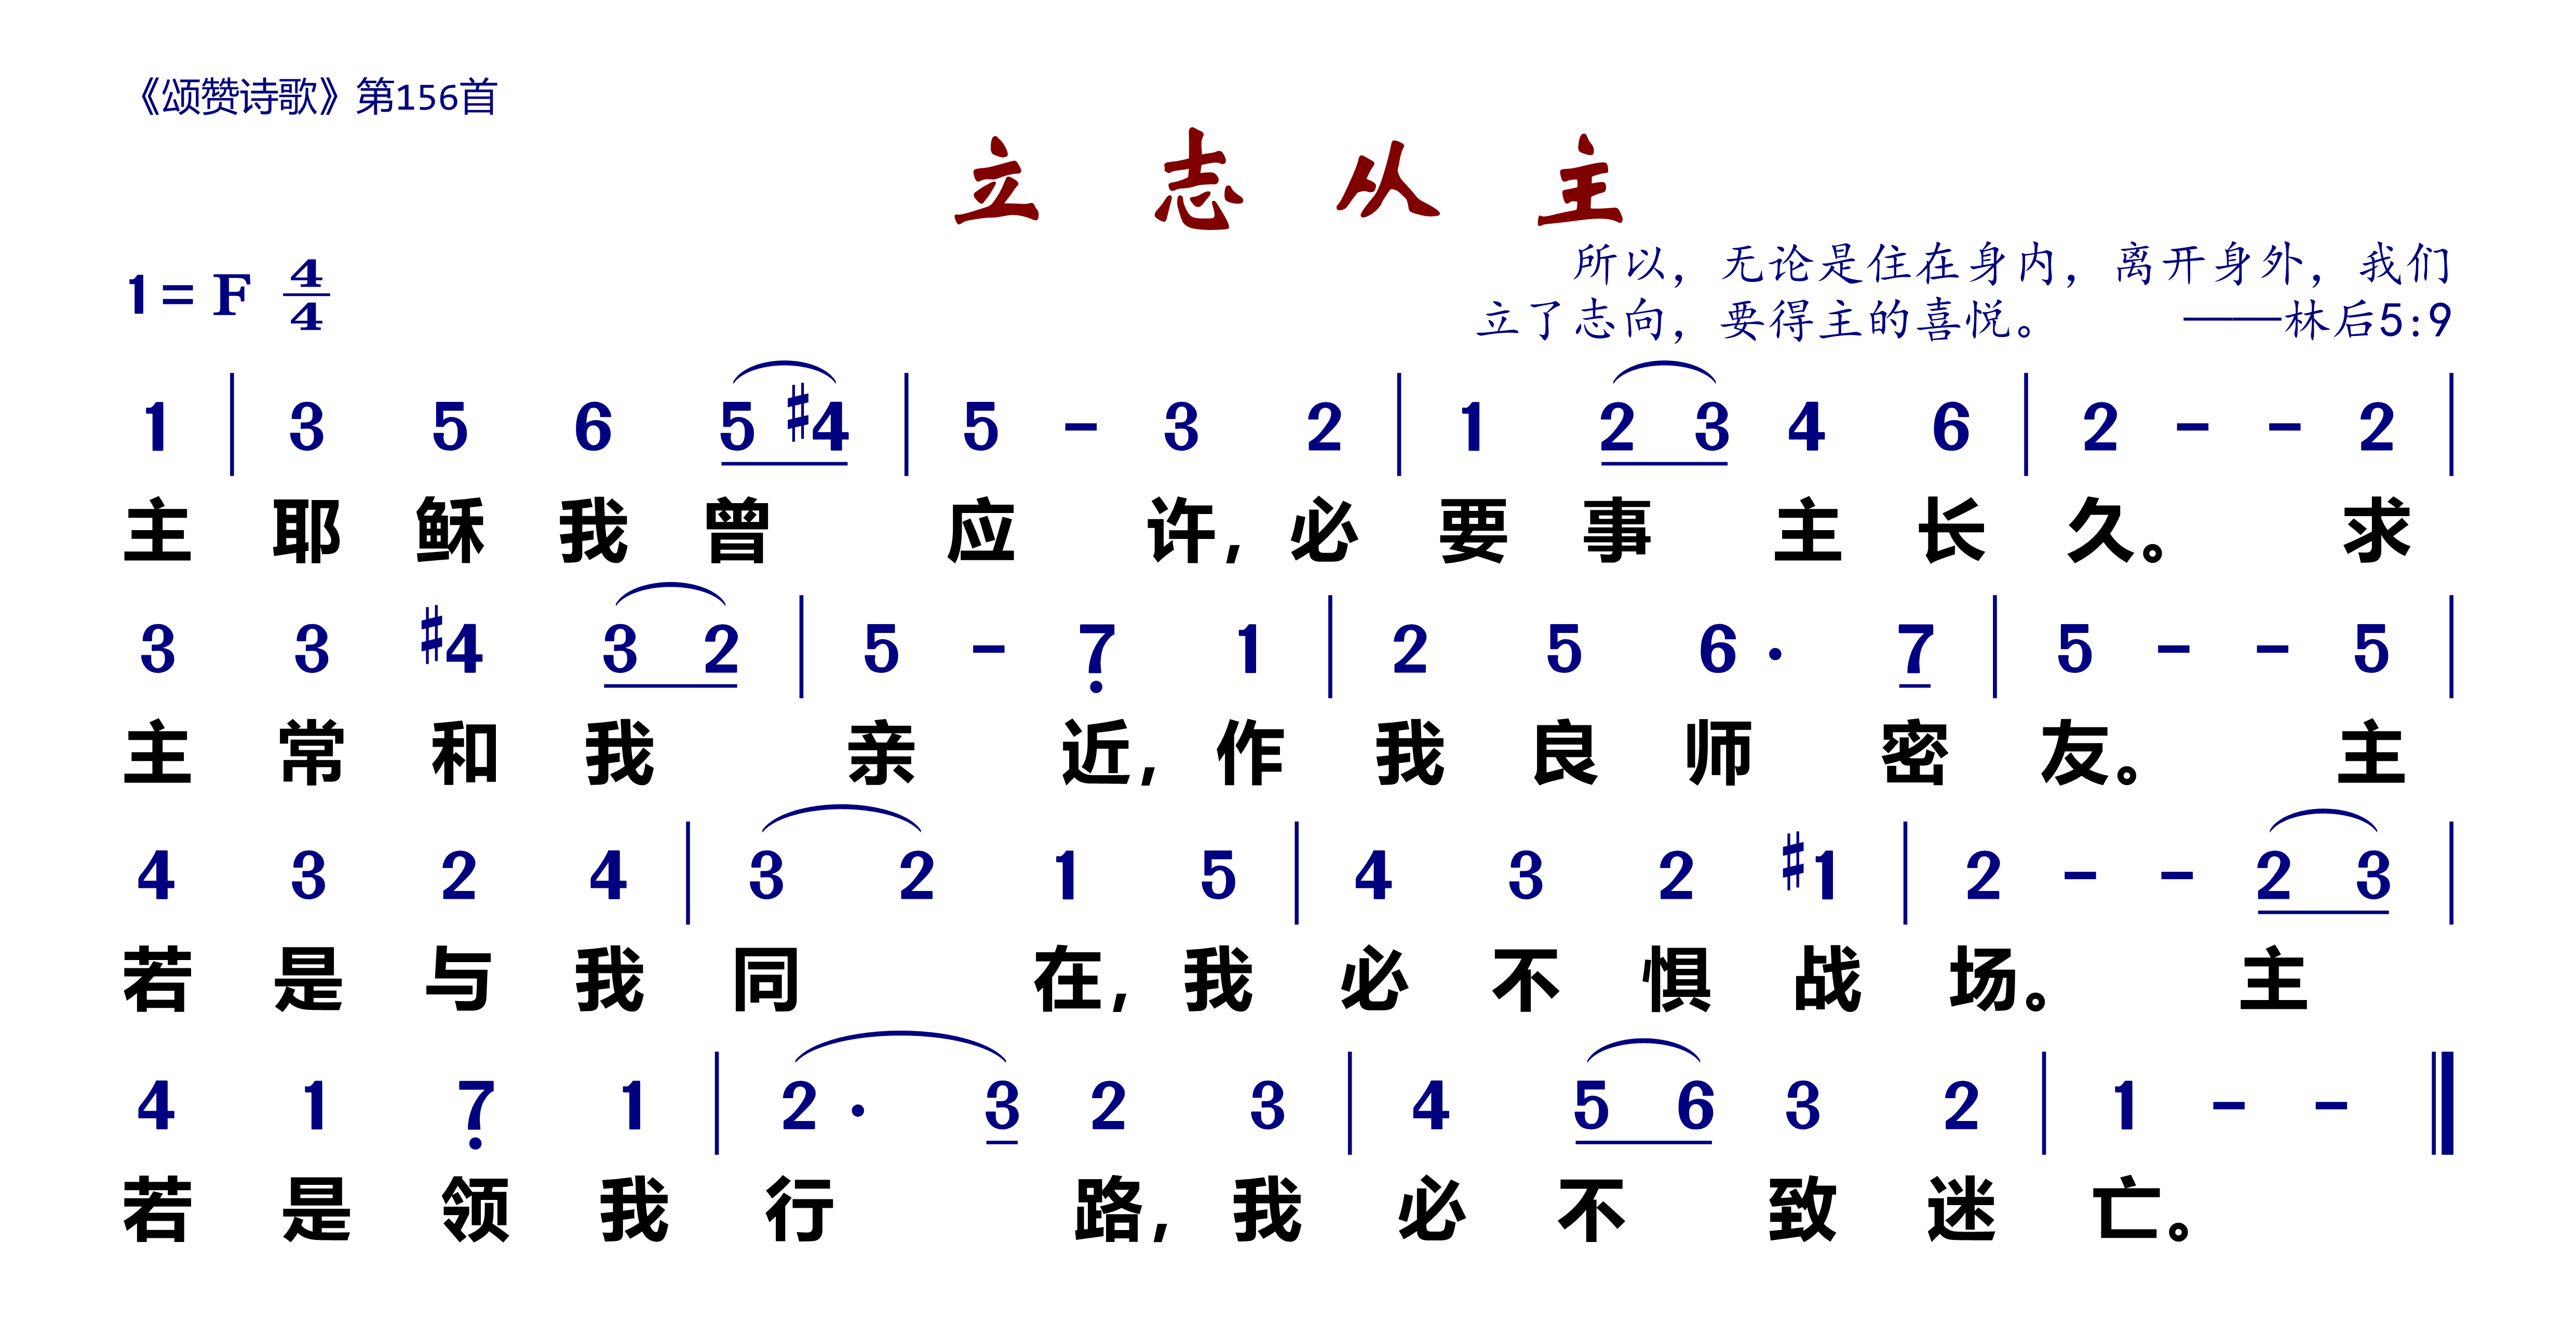 《颂赞诗歌》第156首
立 志 从 主
所以，无论是住在身内，离开身外，我们
1= F 4/4
立了志向，要得主的喜悦。 ——林后5:9
1 | 3 5 6 5 #4 | 5 - 3 2 | 1 2 3 4 6 | 2 - - 2 |
主 耶 稣 我 曾 应 许, 必 要 事 主 长 久。 求
3 3 #4 3 2 | 5 - 7̣ 1 | 2 5 6 · 7 | 5 - - 5 |
主 常 和 我 亲 近, 作 我 良 师 密 友。 主
4 3 2 4 | 3 2 1 5 | 4 3 2 #1 | 2 - - 2 3 |
若 是 与 我 同 在, 我 必 不 惧 战 场。 主
4 1 7̣ 1 | 2 · 3 2 3 | 4 5 6 3 2 | 1 - - ‖
若 是 领 我 行 路, 我 必 不 致 迷 亡。